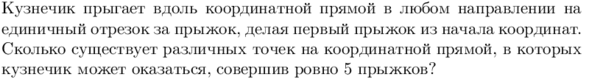 Кузнечик прыгает вдоль координатной прямой в любом направлении на
единичный отрезок за прыжок, делая первый прыжок из начала координат.
Сколько существует различных точек на координатной прямой, в которых
кузнечик может оказаться, совершив ровно 5 прыжков?